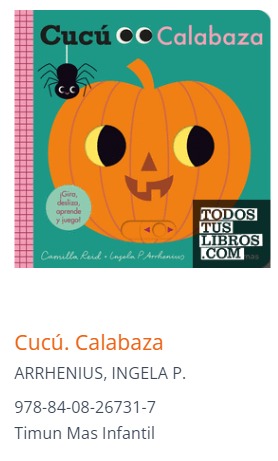 Cucú Calabaza
¡Gira,
desliza,
aprende
y juega!
Camilla Reid · Ingela P. Arrhenius
TODOS
TUS
LIBROS
.COM
mas
Cucú. Calabaza
ARRHENIUS, INGELA P.
978-84-08-26731-7
Timun Mas Infantil